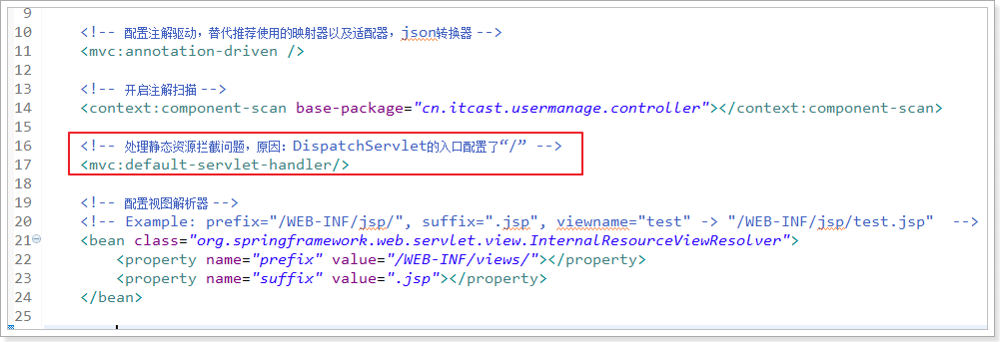 9
10 <!-- 配置注解驱动，替代推荐使用的映射器以及适配器，json转换器 -->
11 <mvc:annotation-driven />
12
13 <!-- 开启注解扫描 -->
14 <context:component-scan base-package="cn.itcast.usermanage.controller"></context:component-scan>
15
16 <!-- 处理静态资源拦截问题，原因：DispatchServlet的入口配置了“/” -->
17 <mvc:default-servlet-handler/>
18
19 <!-- 配置视图解析器 -->
20 <!-- Example: prefix="/WEB-INF/jsp/", suffix=".jsp", viewname="test" -> "/WEB-INF/jsp/test.jsp"  -->
21 <bean class="org.springframework.web.servlet.view.InternalResourceViewResolver">
22 <property name="prefix" value="/WEB-INF/views/"></property>
23 <property name="suffix" value=".jsp"></property>
24 </bean>
25